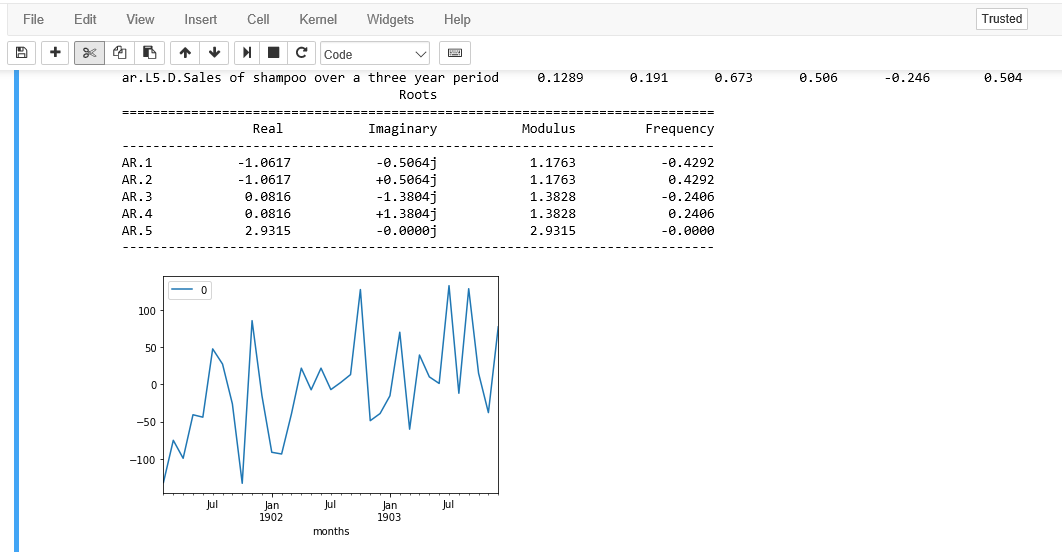 File Edit View Insert Cell Kernel Widgets Help Trusted
Code
ar.L5.D.Sales of shampoo over a three year period 0.1289 0.191 0.673 0.506 -0.246 0.504
Roots
=============================================================================
Real Imaginary Modulus Frequency
-----------------------------------------------------------------------------
AR.1 -1.0617 -0.5064j 1.1763 -0.4292
AR.2 -1.0617 +0.5064j 1.1763 0.4292
AR.3 0.0816 -1.3804j 1.3828 -0.2406
AR.4 0.0816 +1.3804j 1.3828 0.2406
AR.5 2.9315 -0.0000j 2.9315 -0.0000
-----------------------------------------------------------------------------
0
100
50
0
−50
−100
Jul Jan Jul Jan Jul
1902 1903
months